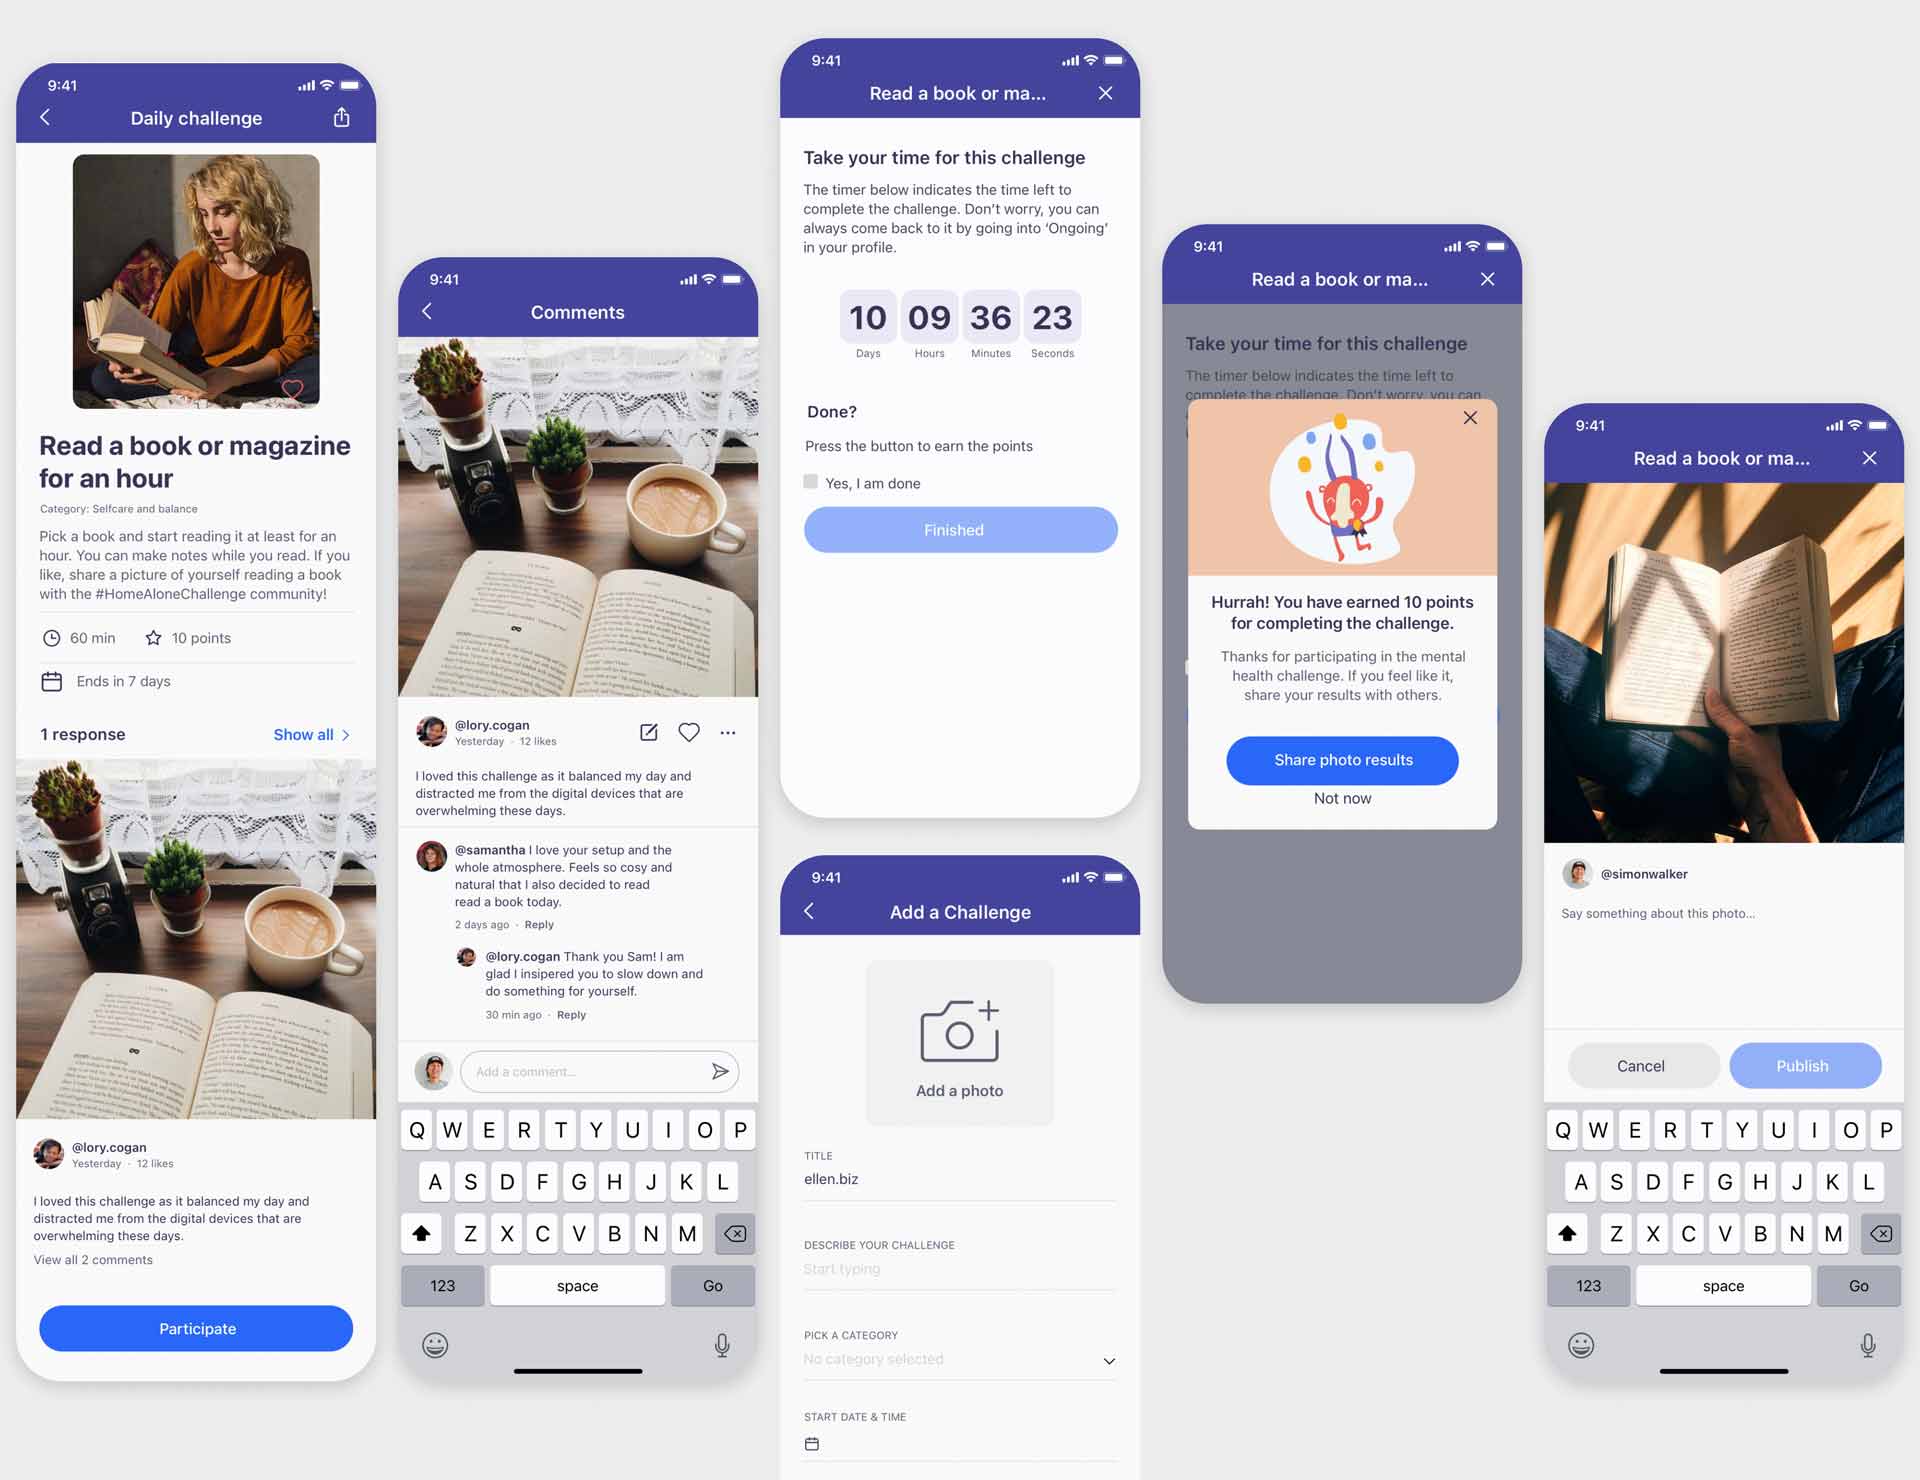 9:41
Daily challenge
Read a book or magazine
for an hour
Category: Selfcare and balance
Pick a book and start reading it at least for an
hour. You can make notes while you read. If you
like, share a picture of yourself reading a book
with the #HomeAloneChallenge community!
60 min 10 points
Ends in 7 days
1 response Show all
@lory.cogan
Yesterday · 12 likes
I loved this challenge as it balanced my day and
distracted me from the digital devices that are
overwhelming these days.
View all 2 comments
Participate
9:41
Comments
@lory.cogan
Yesterday · 12 likes
I loved this challenge as it balanced my day and
distracted me from the digital devices that are
overwhelming these days.
@samantha I love your setup and the
whole atmosphere. Feels so cosy and
natural that I also decided to read
read a book today.
2 days ago · Reply
@lory.cogan Thank you Sam! I am
glad I insipered you to slow down and
do something for yourself.
30 min ago · Reply
Add a comment...
Q W E R T Y U I O P
A S D F G H J K L
Z X C V B N M
123 space Go
9:41
Read a book or ma...
Take your time for this challenge
The timer below indicates the time left to
complete the challenge. Don't worry, you can
always come back to it by going into 'Ongoing'
in your profile.
10 09 36 23
Days Hours Minutes Seconds
Done?
Press the button to earn the points
Yes, I am done
Finished
9:41
Add a Challenge
Add a photo
TITLE
ellen.biz
DESCRIBE YOUR CHALLENGE
Start typing
PICK A CATEGORY
No category selected
START DATE & TIME
9:41
Read a book or ma...
Take your time for this challenge
The timer below indicates the time left to
complete the challenge. Don't worry, you can
Hurrah! You have earned 10 points
for completing the challenge.
Thanks for participating in the mental
health challenge. If you feel like it,
share your results with others.
Share photo results
Not now
9:41
Read a book or ma...
@simonwalker
Say something about this photo...
Cancel Publish
Q W E R T Y U I O P
A S D F G H J K L
Z X C V B N M
123 space Go